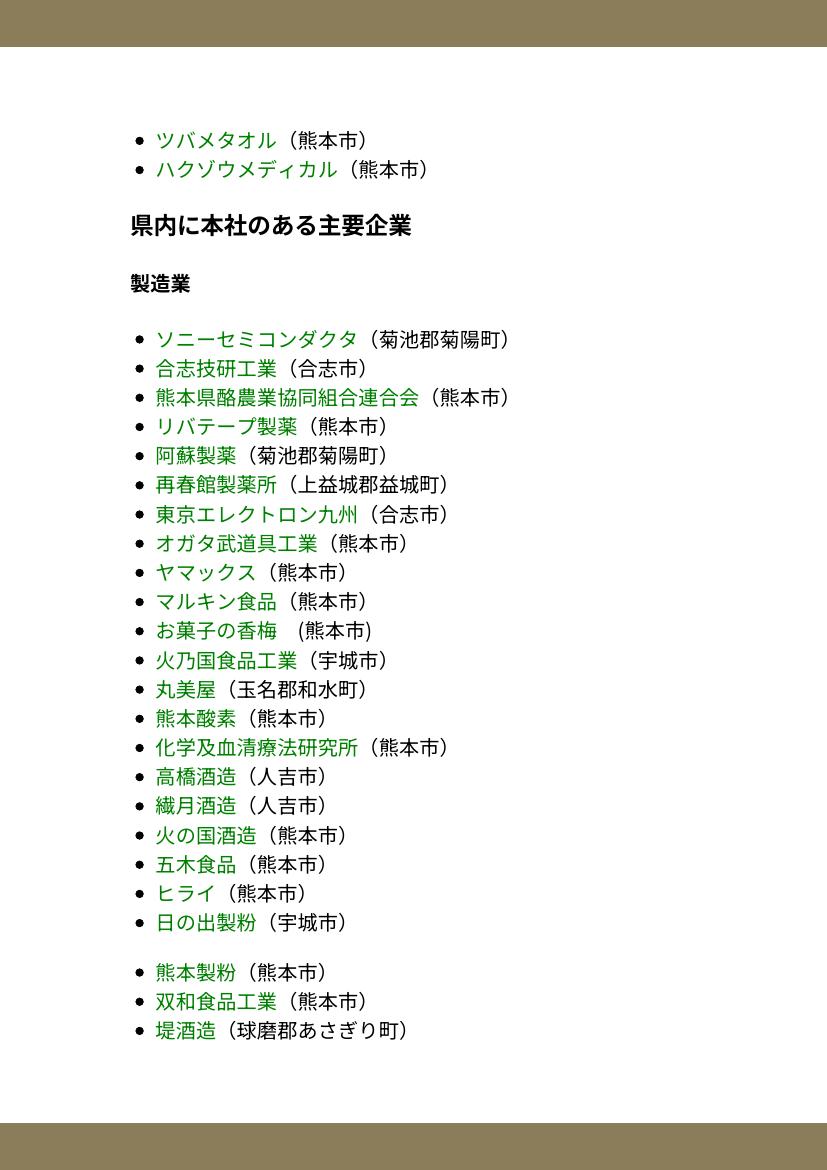 • ツバメタオル（熊本市）
• ハクゾウメディカル（熊本市）
県内に本社のある主要企業
製造業
• ソニーセミコンダクタ（菊池郡菊陽町）
• 合志技研工業（合志市）
• 熊本県酪農業協同組合連合会（熊本市）
• リバテープ製薬（熊本市）
• 阿蘇製薬（菊池郡菊陽町）
• 再春館製薬所（上益城郡益城町）
• 東京エレクトロン九州（合志市）
• オガタ武道具工業（熊本市）
• ヤマックス（熊本市）
• マルキン食品（熊本市）
• お菓子の香梅　(熊本市)
• 火乃国食品工業（宇城市）
• 丸美屋（玉名郡和水町）
• 熊本酸素（熊本市）
• 化学及血清療法研究所（熊本市）
• 高橋酒造（人吉市）
• 繊月酒造（人吉市）
• 火の国酒造（熊本市）
• 五木食品（熊本市）
• ヒライ（熊本市）
• 日の出製粉（宇城市）
• 熊本製粉（熊本市）
• 双和食品工業（熊本市）
• 堤酒造（球磨郡あさぎり町）